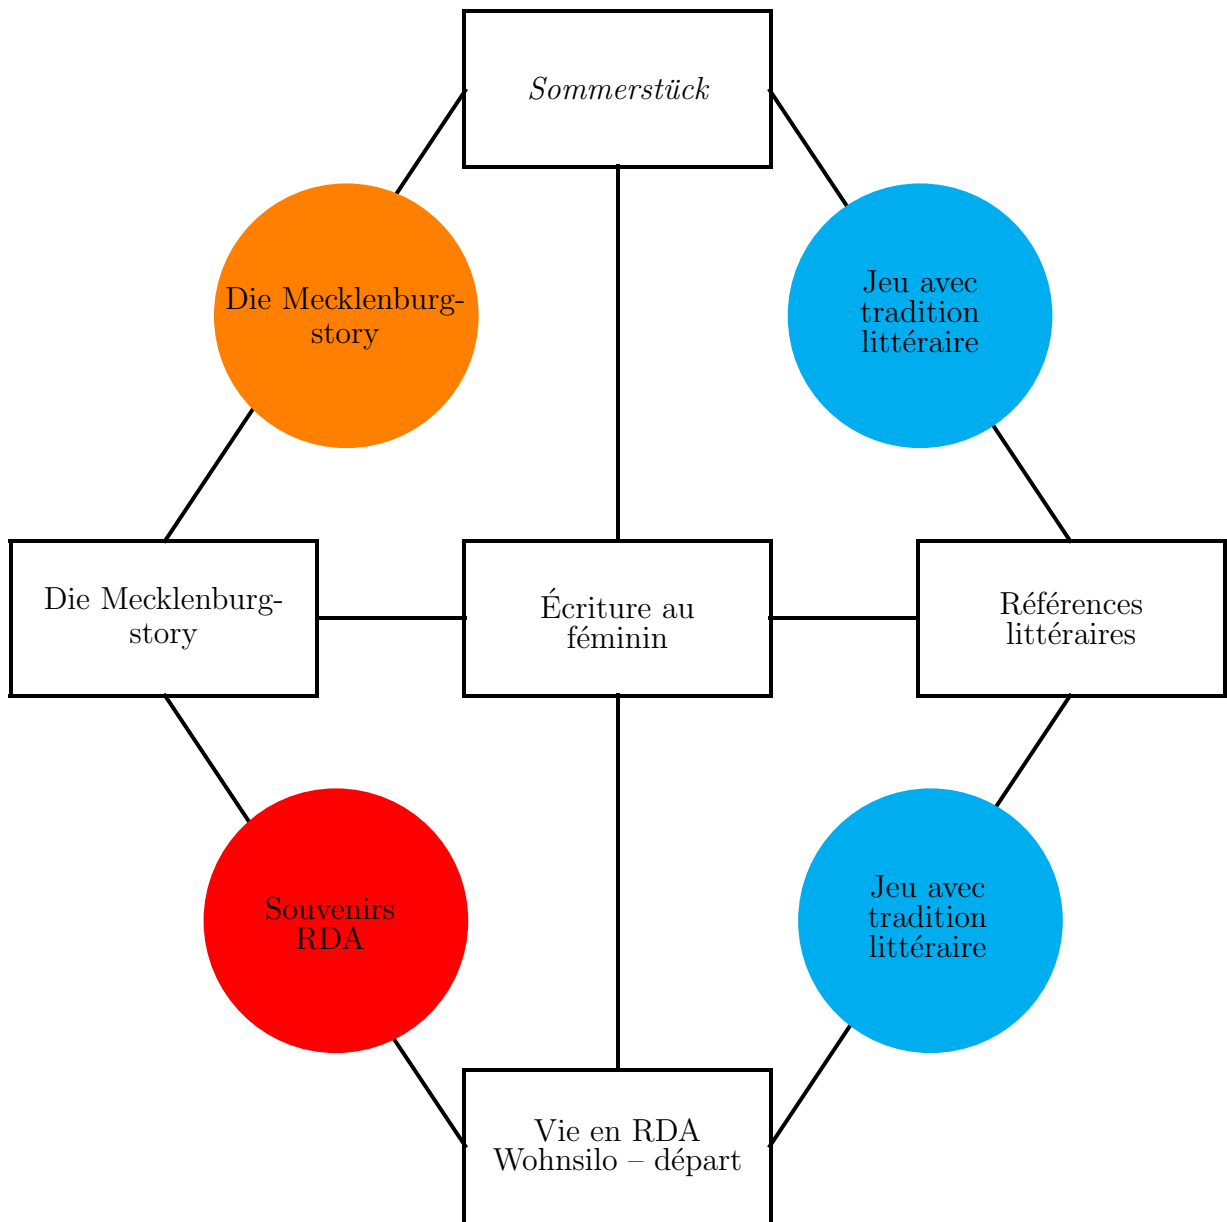 Sommerstück
Die Mecklenburg-
story
Jeu avec
tradition
littéraire
Die Mecklenburg-
story
Écriture au
féminin
Références
littéraires
Souvenirs
RDA
Jeu avec
tradition
littéraire
Vie en RDA
Wohnsilo – départ